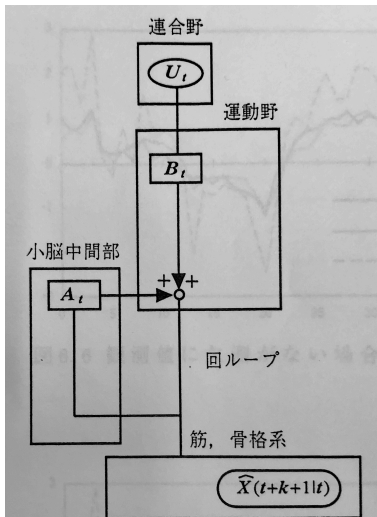 連合野
U_t
運動野
B_t
小脳中間部
+ +
A_t
回ループ
筋，骨格系
X̂(t+k+1|t)